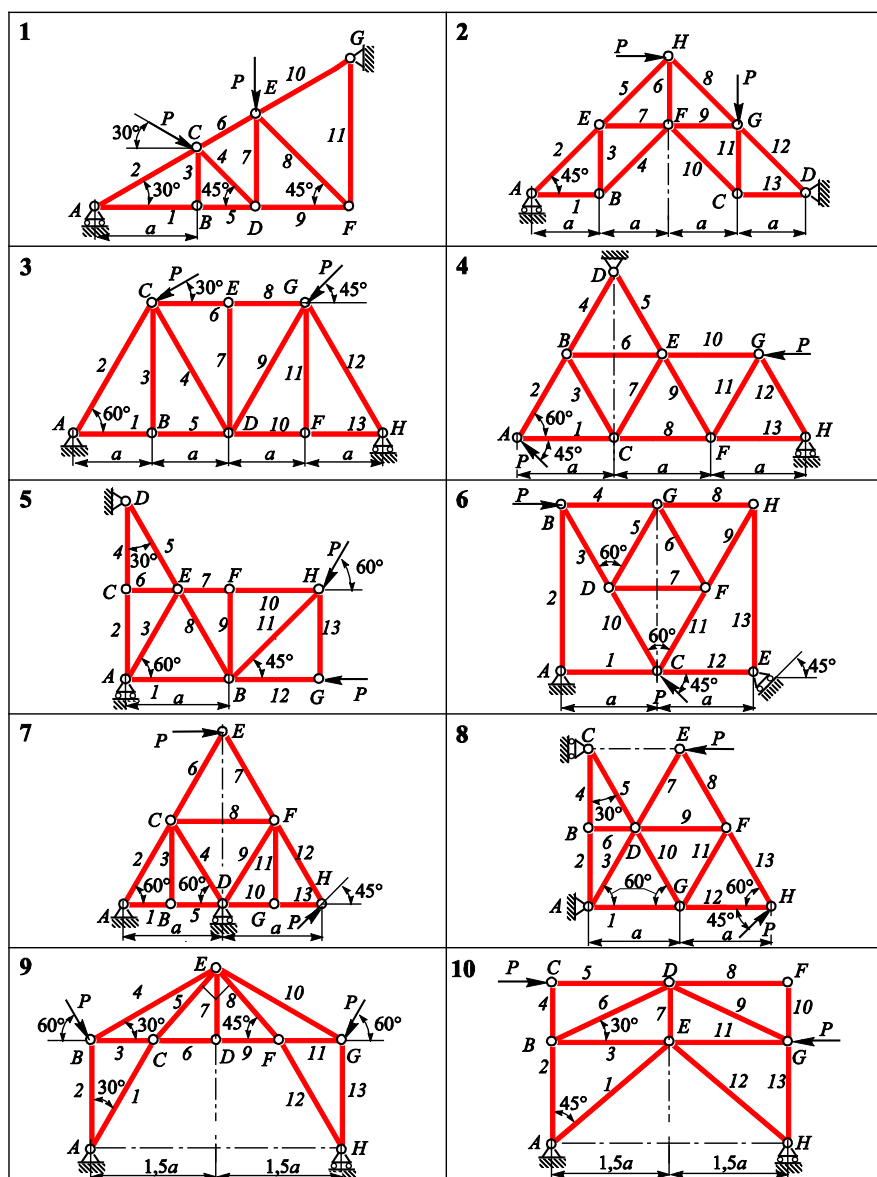 1
G
P E 10
P
30° C 6 11
2 3 4 7 8
30° 45° 45°
A 1 B 5 D 9 F
a
2
P H
5 6 8 P
E 7 F 9 G
2 3 4 10 11 12
A 45° D
1 B C 13
a a a a
3
C P 30° E 8 G P 45°
6
2 3 4 7 9 11 12
A 60° 1 B 5 D 10 F 13 H
a a a a
4
D
4 5
B 6 E 10 G P
2 3 7 9 11 12
A 60° 1 C 8 F 13 H
P 45°
a a a
5
D
4 5
30° P 60°
C 6 E 7 F H
10
2 3 8 9 11 13
A 60° 45°
1 B 12 G P
a
6
P 4 G 8 H
B
3 60° 5 6 9
2 D 7 F 13
10 60° 11
A 1 C 12 E
P 45° 45°
a a
7
P E
6 7
C 8 F
2 3 4 9 11 12
60° 60° D H 45°
A 1 B 5 10 G 13 P
a a
8
C E P
4 5 7 8
30°
B 9 F
6 D
2 3 10 11 13
60° G 60°
A 1 12 H
45° P
a a
9
E
4 5 7 8 10
P 60° 30° 45° P 60°
B 3 C 6 D 9 F 11 G
2 30° 1 12 13
A H
1,5a 1,5a
10
P C 5 D 8 F
4 6 7 9 10
30° E P
B 3 11 G
2 1 12 13
45°
A H
1,5a 1,5a